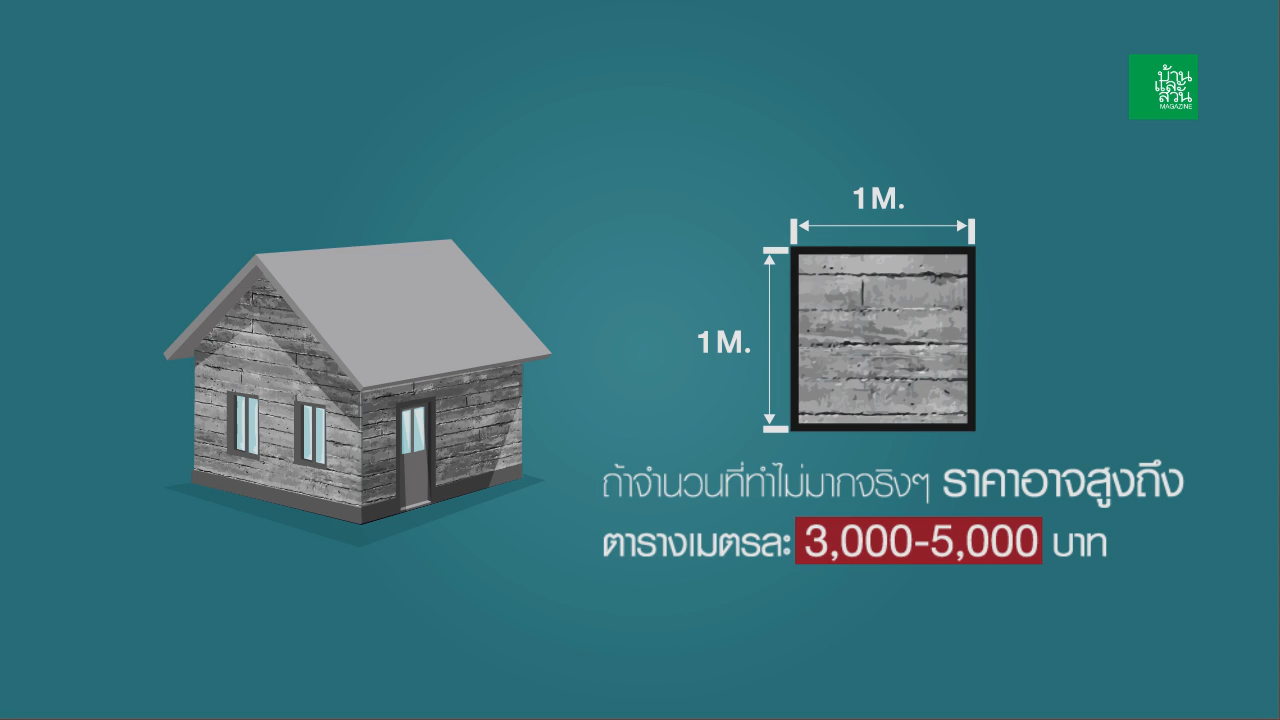 บ้าน
และ
สวน
MAGAZINE
1 M.
1 M.
ถ้าจำนวนที่ทำไม่มากจริงๆ ราคาอาจสูงถึง
ตารางเมตรละ 3,000-5,000 บาท